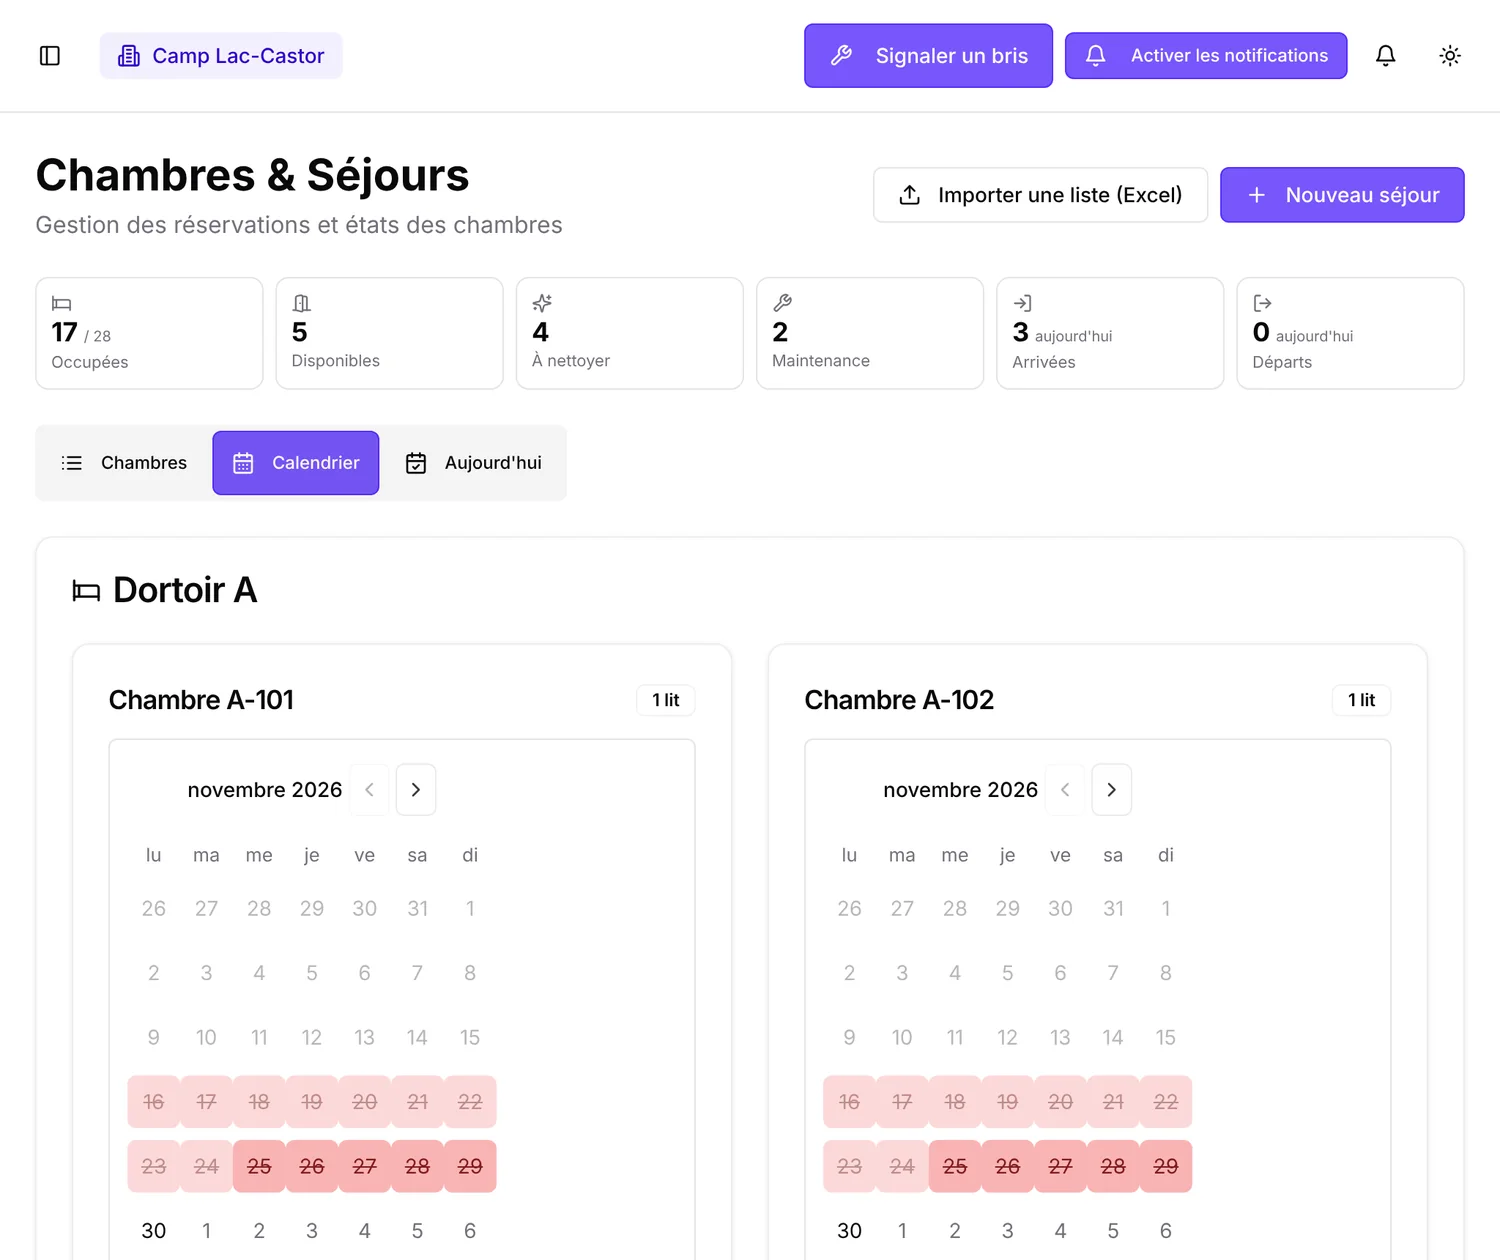 Camp Lac-Castor
Signaler un bris
Activer les notifications
Chambres & Séjours
Gestion des réservations et états des chambres
Importer une liste (Excel)
Nouveau séjour
17 / 28
Occupées
5
Disponibles
4
À nettoyer
2
Maintenance
3 aujourd'hui
Arrivées
0 aujourd'hui
Départs
Chambres
Calendrier
Aujourd'hui
Dortoir A
Chambre A-101
1 lit
novembre 2026
lu ma me je ve sa di
26 27 28 29 30 31 1
2 3 4 5 6 7 8
9 10 11 12 13 14 15
16 17 18 19 20 21 22
23 24 25 26 27 28 29
30 1 2 3 4 5 6
Chambre A-102
1 lit
novembre 2026
lu ma me je ve sa di
26 27 28 29 30 31 1
2 3 4 5 6 7 8
9 10 11 12 13 14 15
16 17 18 19 20 21 22
23 24 25 26 27 28 29
30 1 2 3 4 5 6